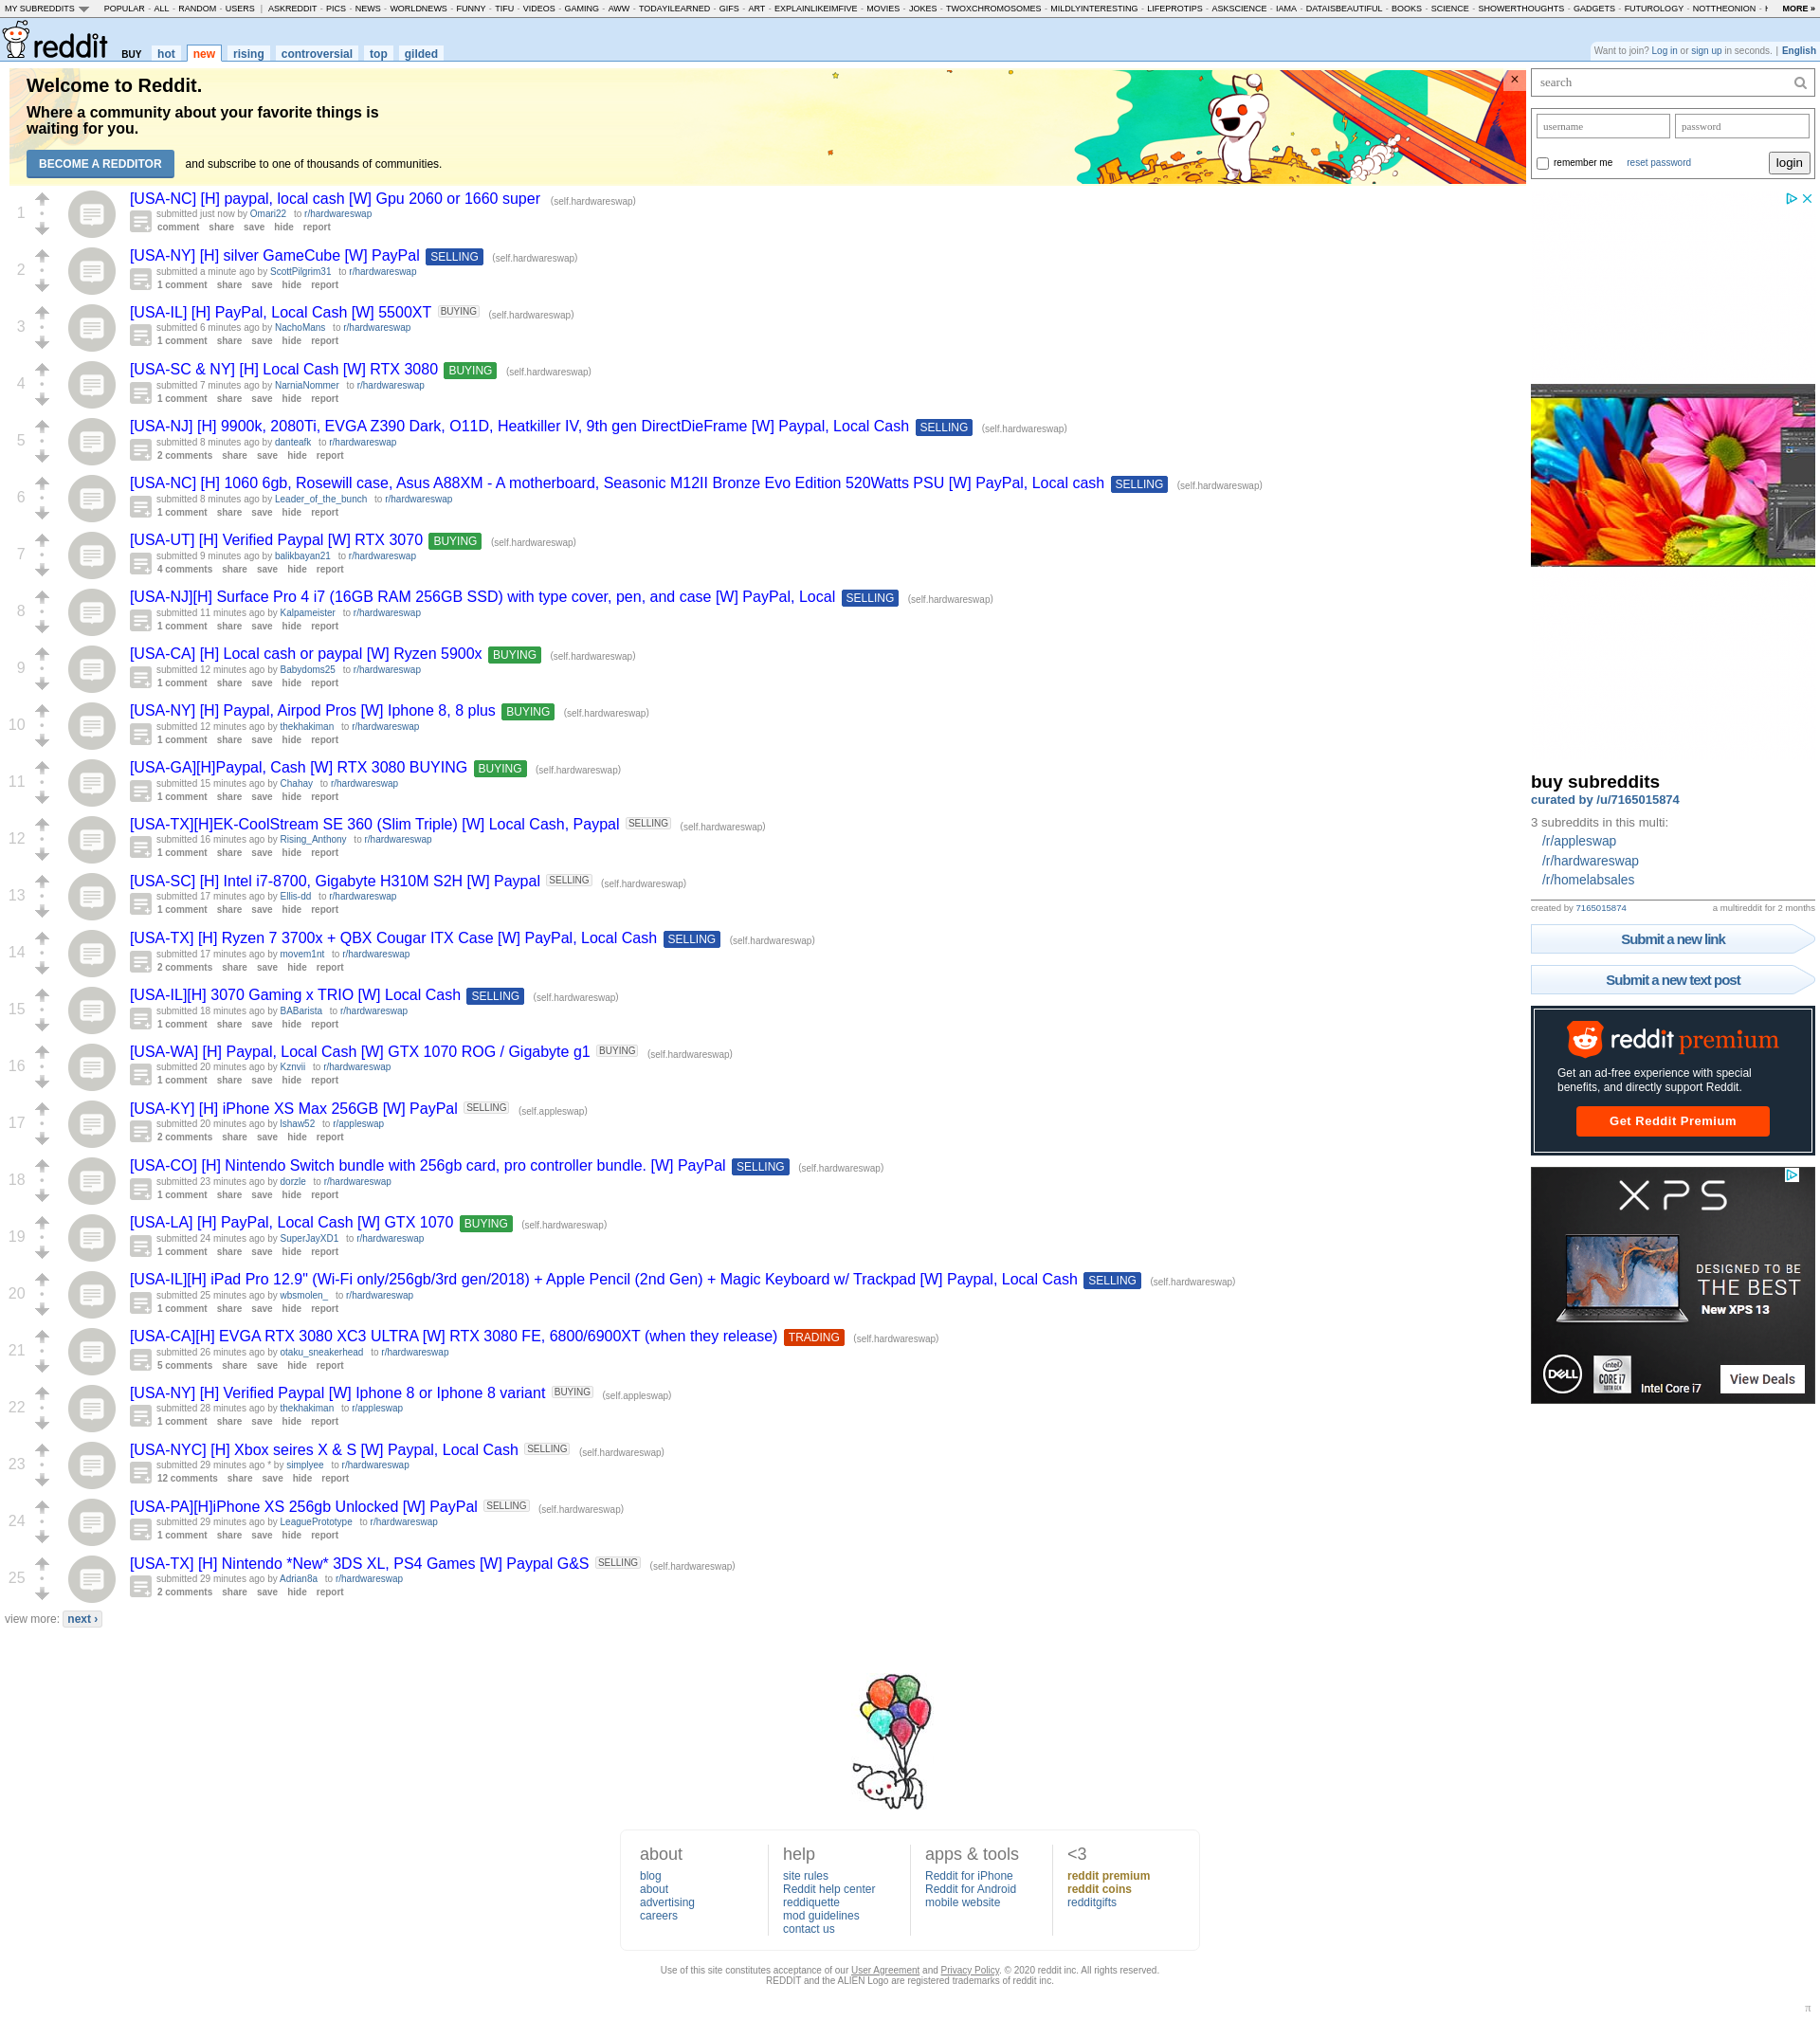 MY SUBREDDITS POPULAR - ALL - RANDOM - USERS | ASKREDDIT - PICS - NEWS - WORLDNEWS - FUNNY - TIFU - VIDEOS - GAMING - AWW - TODAYILEARNED - GIFS - ART - EXPLAINLIKEIMFIVE - MOVIES - JOKES - TWOXCHROMOSOMES - MILDLYINTERESTING - LIFEPROTIPS - ASKSCIENCE - IAMA - DATAISBEAUTIFUL - BOOKS - SCIENCE - SHOWERTHOUGHTS - GADGETS - FUTUROLOGY - NOTTHEONION - MORE »
reddit BUY hot new rising controversial top gilded
Want to join? Log in or sign up in seconds. | English
Welcome to Reddit.
Where a community about your favorite things is
waiting for you.
BECOME A REDDITOR and subscribe to one of thousands of communities.
×
search
username password
remember me reset password login
1 [USA-NC] [H] paypal, local cash [W] Gpu 2060 or 1660 super (self.hardwareswap)
submitted just now by Omari22 to r/hardwareswap
comment share save hide report
2 [USA-NY] [H] silver GameCube [W] PayPal SELLING (self.hardwareswap)
submitted a minute ago by ScottPilgrim31 to r/hardwareswap
1 comment share save hide report
3 [USA-IL] [H] PayPal, Local Cash [W] 5500XT BUYING (self.hardwareswap)
submitted 6 minutes ago by NachoMans to r/hardwareswap
1 comment share save hide report
4 [USA-SC & NY] [H] Local Cash [W] RTX 3080 BUYING (self.hardwareswap)
submitted 7 minutes ago by NarniaNommer to r/hardwareswap
1 comment share save hide report
5 [USA-NJ] [H] 9900k, 2080Ti, EVGA Z390 Dark, O11D, Heatkiller IV, 9th gen DirectDieFrame [W] Paypal, Local Cash SELLING (self.hardwareswap)
submitted 8 minutes ago by danteafk to r/hardwareswap
2 comments share save hide report
6 [USA-NC] [H] 1060 6gb, Rosewill case, Asus A88XM - A motherboard, Seasonic M12II Bronze Evo Edition 520Watts PSU [W] PayPal, Local cash SELLING (self.hardwareswap)
submitted 8 minutes ago by Leader_of_the_bunch to r/hardwareswap
1 comment share save hide report
7 [USA-UT] [H] Verified Paypal [W] RTX 3070 BUYING (self.hardwareswap)
submitted 9 minutes ago by balikbayan21 to r/hardwareswap
4 comments share save hide report
8 [USA-NJ][H] Surface Pro 4 i7 (16GB RAM 256GB SSD) with type cover, pen, and case [W] PayPal, Local SELLING (self.hardwareswap)
submitted 11 minutes ago by Kalpameister to r/hardwareswap
1 comment share save hide report
9 [USA-CA] [H] Local cash or paypal [W] Ryzen 5900x BUYING (self.hardwareswap)
submitted 12 minutes ago by Babydoms25 to r/hardwareswap
1 comment share save hide report
10 [USA-NY] [H] Paypal, Airpod Pros [W] Iphone 8, 8 plus BUYING (self.hardwareswap)
submitted 12 minutes ago by thekhakiman to r/hardwareswap
1 comment share save hide report
11 [USA-GA][H]Paypal, Cash [W] RTX 3080 BUYING BUYING (self.hardwareswap)
submitted 15 minutes ago by Chahay to r/hardwareswap
1 comment share save hide report
12 [USA-TX][H]EK-CoolStream SE 360 (Slim Triple) [W] Local Cash, Paypal SELLING (self.hardwareswap)
submitted 16 minutes ago by Rising_Anthony to r/hardwareswap
1 comment share save hide report
13 [USA-SC] [H] Intel i7-8700, Gigabyte H310M S2H [W] Paypal SELLING (self.hardwareswap)
submitted 17 minutes ago by Ellis-dd to r/hardwareswap
1 comment share save hide report
14 [USA-TX] [H] Ryzen 7 3700x + QBX Cougar ITX Case [W] PayPal, Local Cash SELLING (self.hardwareswap)
submitted 17 minutes ago by movem1nt to r/hardwareswap
2 comments share save hide report
15 [USA-IL][H] 3070 Gaming x TRIO [W] Local Cash SELLING (self.hardwareswap)
submitted 18 minutes ago by BABarista to r/hardwareswap
1 comment share save hide report
16 [USA-WA] [H] Paypal, Local Cash [W] GTX 1070 ROG / Gigabyte g1 BUYING (self.hardwareswap)
submitted 20 minutes ago by Kznvii to r/hardwareswap
1 comment share save hide report
17 [USA-KY] [H] iPhone XS Max 256GB [W] PayPal SELLING (self.appleswap)
submitted 20 minutes ago by lshaw52 to r/appleswap
2 comments share save hide report
18 [USA-CO] [H] Nintendo Switch bundle with 256gb card, pro controller bundle. [W] PayPal SELLING (self.hardwareswap)
submitted 23 minutes ago by dorzle to r/hardwareswap
1 comment share save hide report
19 [USA-LA] [H] PayPal, Local Cash [W] GTX 1070 BUYING (self.hardwareswap)
submitted 24 minutes ago by SuperJayXD1 to r/hardwareswap
1 comment share save hide report
20 [USA-IL][H] iPad Pro 12.9" (Wi-Fi only/256gb/3rd gen/2018) + Apple Pencil (2nd Gen) + Magic Keyboard w/ Trackpad [W] Paypal, Local Cash SELLING (self.hardwareswap)
submitted 25 minutes ago by wbsmolen_ to r/hardwareswap
1 comment share save hide report
21 [USA-CA][H] EVGA RTX 3080 XC3 ULTRA [W] RTX 3080 FE, 6800/6900XT (when they release) TRADING (self.hardwareswap)
submitted 26 minutes ago by otaku_sneakerhead to r/hardwareswap
5 comments share save hide report
22 [USA-NY] [H] Verified Paypal [W] Iphone 8 or Iphone 8 variant BUYING (self.appleswap)
submitted 28 minutes ago by thekhakiman to r/appleswap
1 comment share save hide report
23 [USA-NYC] [H] Xbox seires X & S [W] Paypal, Local Cash SELLING (self.hardwareswap)
submitted 29 minutes ago * by simplyee to r/hardwareswap
12 comments share save hide report
24 [USA-PA][H]iPhone XS 256gb Unlocked [W] PayPal SELLING (self.hardwareswap)
submitted 29 minutes ago by LeaguePrototype to r/hardwareswap
1 comment share save hide report
25 [USA-TX] [H] Nintendo *New* 3DS XL, PS4 Games [W] Paypal G&S SELLING (self.hardwareswap)
submitted 29 minutes ago by Adrian8a to r/hardwareswap
2 comments share save hide report
view more: next ›
buy subreddits
curated by /u/7165015874
3 subreddits in this multi:
/r/appleswap
/r/hardwareswap
/r/homelabsales
created by 7165015874 a multireddit for 2 months
Submit a new link
Submit a new text post
reddit premium
Get an ad-free experience with special
benefits, and directly support Reddit.
Get Reddit Premium
XPS
DESIGNED TO BE
THE BEST
New XPS 13
DELL
intel
CORE i7
10TH GEN
Intel Core i7
View Deals
about
blog
about
advertising
careers
help
site rules
Reddit help center
reddiquette
mod guidelines
contact us
apps & tools
Reddit for iPhone
Reddit for Android
mobile website
<3
reddit premium
reddit coins
redditgifts
Use of this site constitutes acceptance of our User Agreement and Privacy Policy. © 2020 reddit inc. All rights reserved.
REDDIT and the ALIEN Logo are registered trademarks of reddit inc.
π